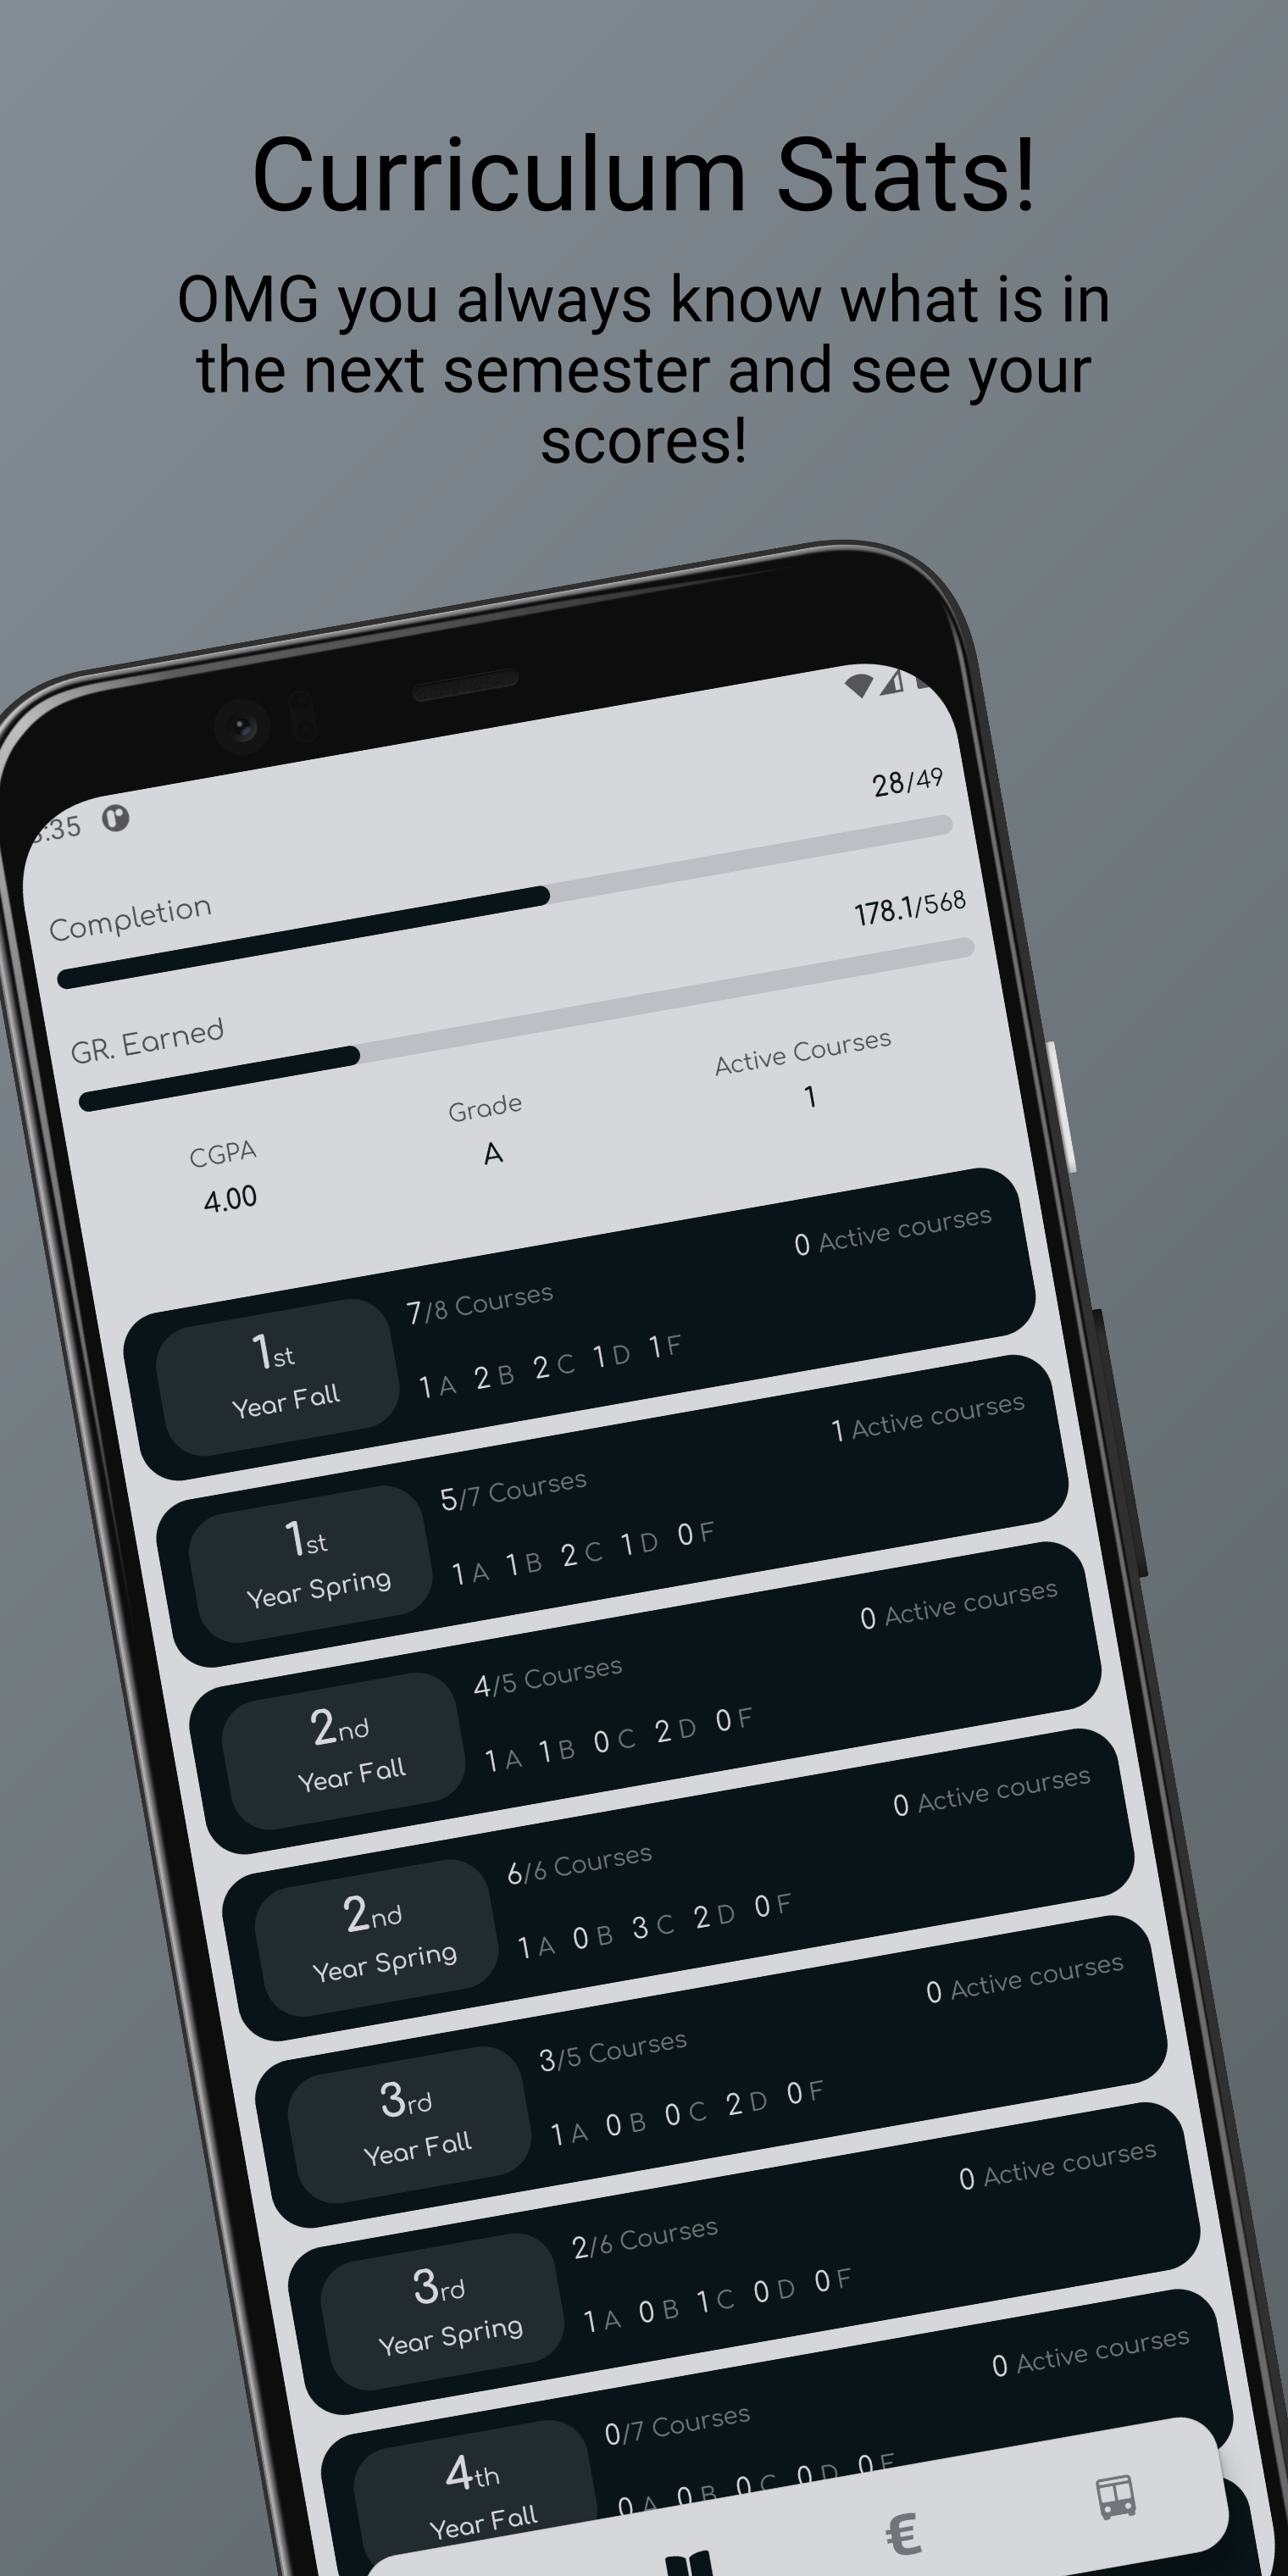 Curriculum Stats!
OMG you always know what is in
the next semester and see your
scores!
:35
Completion 28/49
GR. Earned 178.1/568
CGPA Grade Active Courses
4.00 A 1
1st Year Fall
7/8 Courses 0 Active courses
1 A 2 B 2 C 1 D 1 F
1st Year Spring
5/7 Courses 1 Active courses
1 A 1 B 2 C 1 D 0 F
2nd Year Fall
4/5 Courses 0 Active courses
1 A 1 B 0 C 2 D 0 F
2nd Year Spring
6/6 Courses 0 Active courses
1 A 0 B 3 C 2 D 0 F
3rd Year Fall
3/5 Courses 0 Active courses
1 A 0 B 0 C 2 D 0 F
3rd Year Spring
2/6 Courses 0 Active courses
1 A 0 B 1 C 0 D 0 F
4th Year Fall
0/7 Courses 0 Active courses
0 A 0 B 0 C 0 D 0 F
€